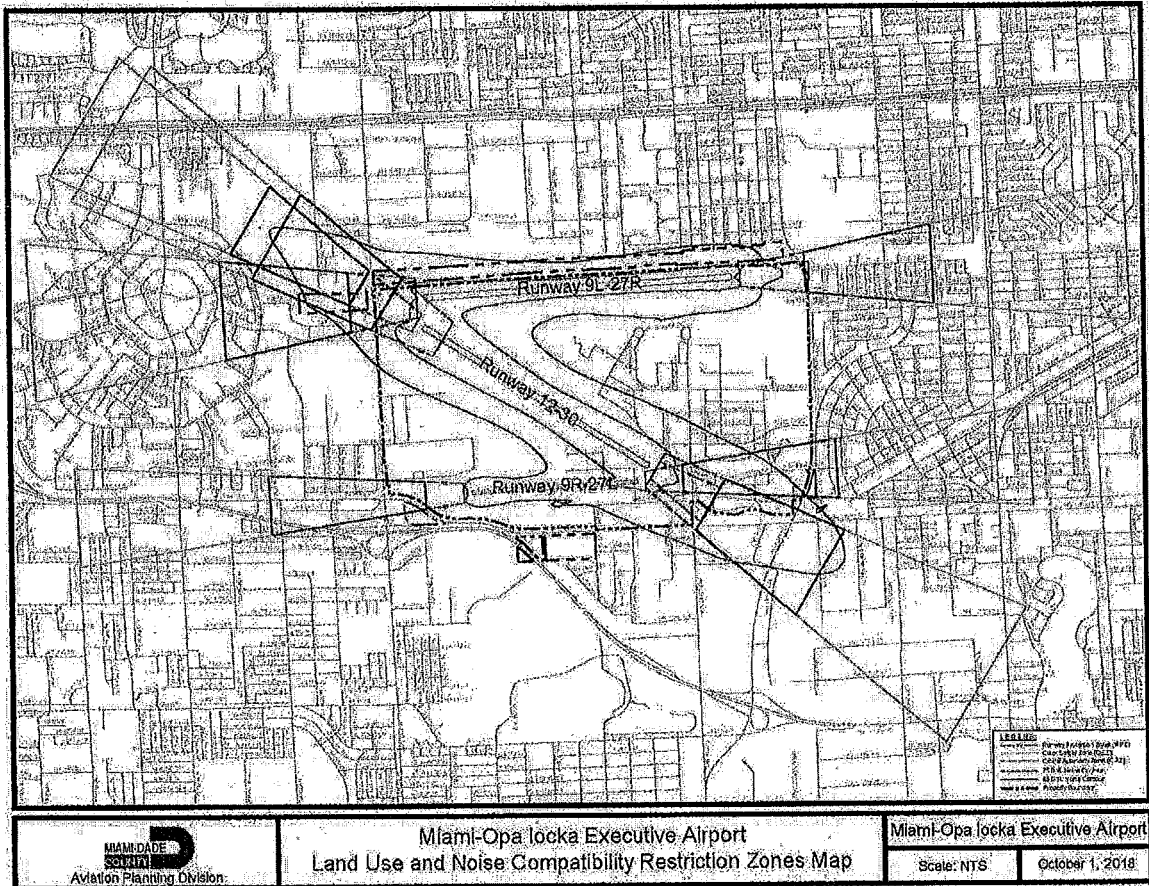 Runway 9L-27R
Runway 12-30
Runway 9R-27L
LEGEND
MIAMI-DADE
COUNTY
Aviation Planning Division
Miami-Opa locka Executive Airport
Land Use and Noise Compatibility Restriction Zones Map
Miami-Opa locka Executive Airport
Scale: NTS
October 1, 2018